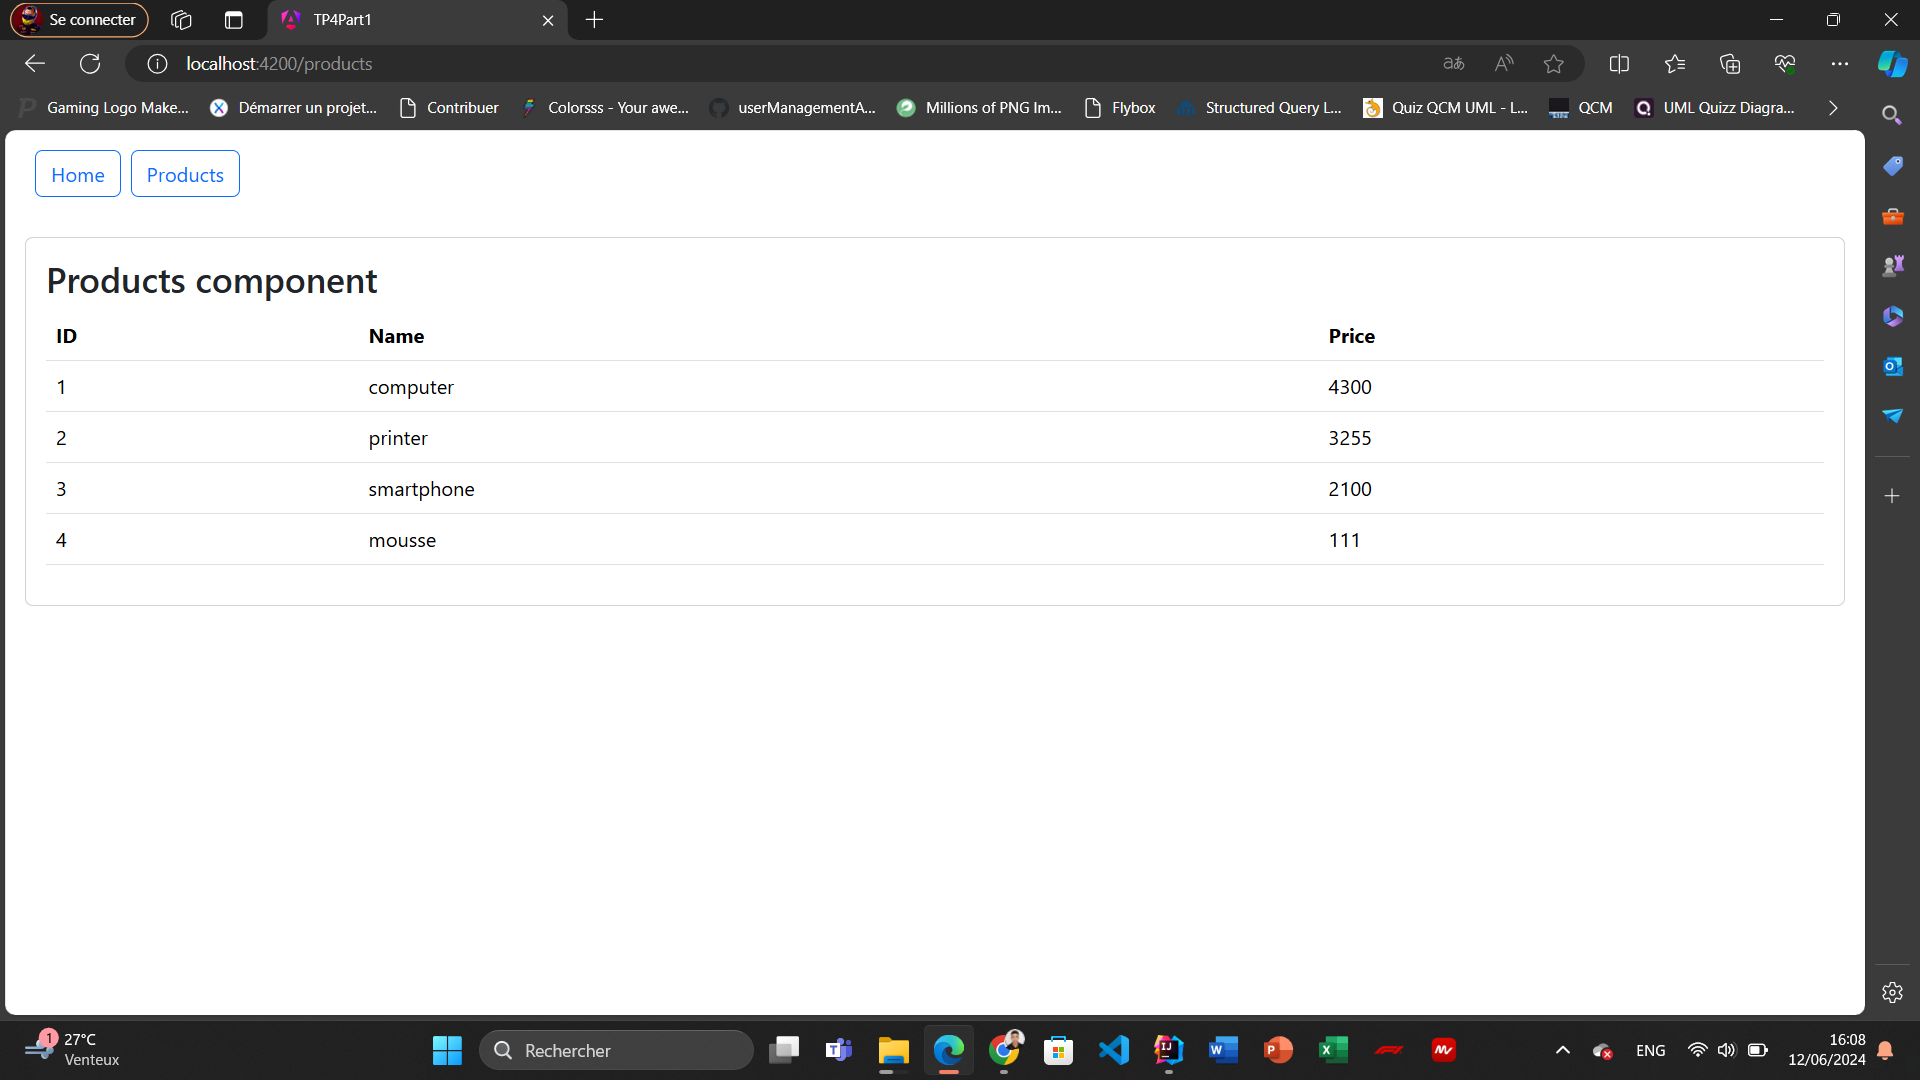 Se connecter
TP4Part1
localhost:4200/products
Gaming Logo Make... Démarrer un projet... Contribuer Colorsss - Your awe... userManagementA... Millions of PNG Im... Flybox Structured Query L... Quiz QCM UML - L... QCM UML Quizz Diagra...
Home Products
Products component
ID Name Price
1 computer 4300
2 printer 3255
3 smartphone 2100
4 mousse 111
1 27°C
Venteux
Rechercher
ENG
16:08
12/06/2024